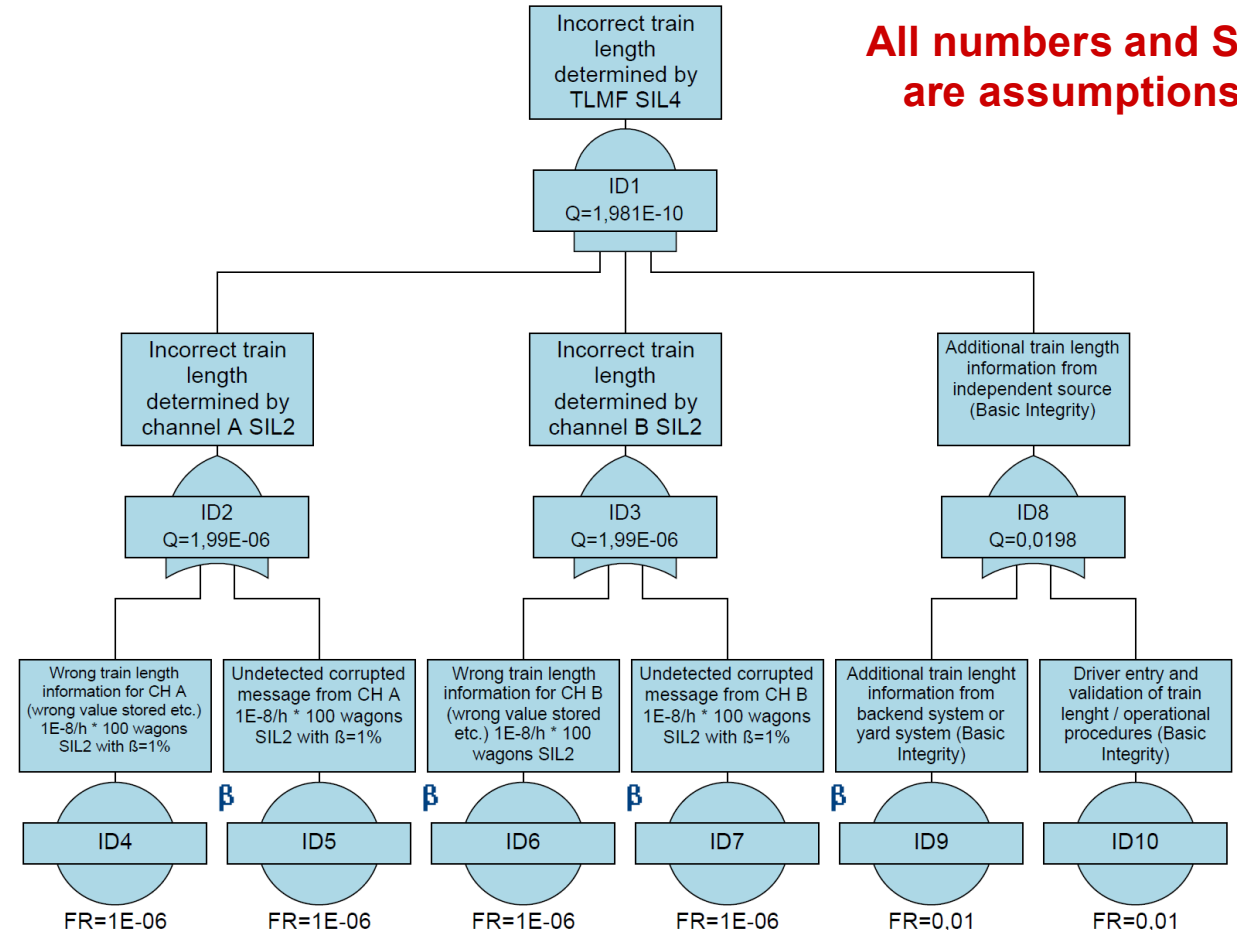 Incorrect train
length
determined by
TLMF SIL4
All numbers and S
are assumptions
ID1
Q=1,981E-10
Incorrect train
length
determined by
channel A SIL2
Incorrect train
length
determined by
channel B SIL2
Additional train length
information from
independent source
(Basic Integrity)
ID2
Q=1,99E-06
ID3
Q=1,99E-06
ID8
Q=0,0198
Wrong train length
information for CH A
(wrong value stored etc.)
1E-8/h * 100 wagons
SIL2 with ß=1%
Undetected corrupted
message from CH A
1E-8/h * 100 wagons
SIL2 with ß=1%
Wrong train length
information for CH B
(wrong value stored
etc.) 1E-8/h * 100
wagons SIL2
Undetected corrupted
message from CH B
1E-8/h * 100 wagons
SIL2 with ß=1%
Additional train lenght
information from
backend system or
yard system (Basic
Integrity)
Driver entry and
validation of train
lenght / operational
procedures (Basic
Integrity)
β
β
β
β
ID4
ID5
ID6
ID7
ID9
ID10
FR=1E-06
FR=1E-06
FR=1E-06
FR=1E-06
FR=0,01
FR=0,01